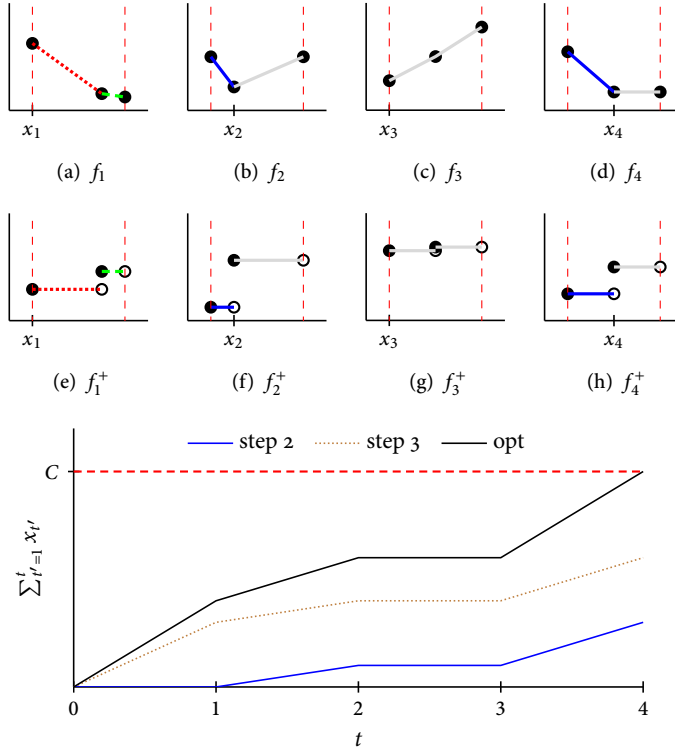 x₁ x₂ x₃ x₄
(a) f₁ (b) f₂ (c) f₃ (d) f₄
x₁ x₂ x₃ x₄
(e) f₁⁺ (f) f₂⁺ (g) f₃⁺ (h) f₄⁺
step 2 step 3 opt
C
∑ᵗₜ′₌₁ xₜ′
0 1 2 3 4
t